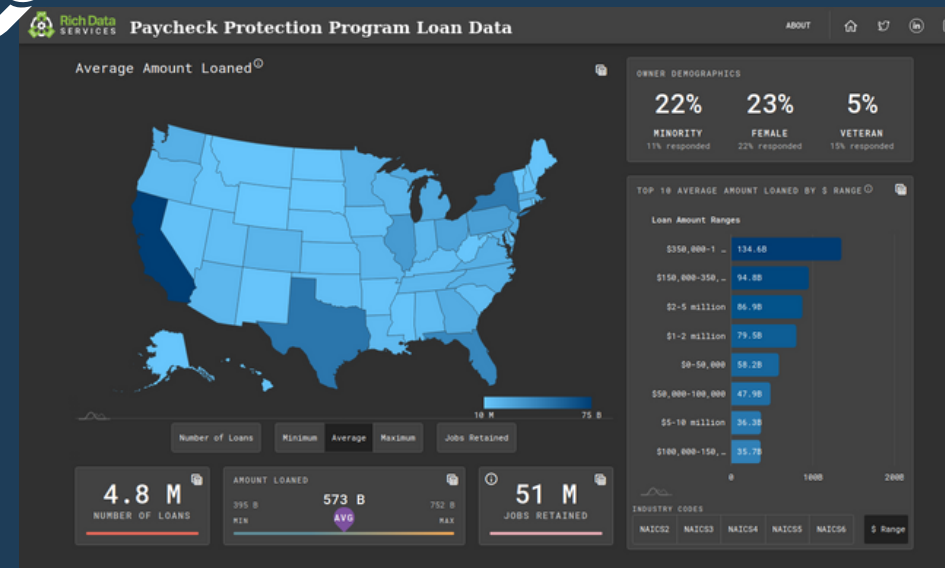 Rich Data
SERVICES
Paycheck Protection Program Loan Data
ABOUT
Average Amount Loaned
10 M
75 B
Number of Loans
Minimum
Average
Maximum
Jobs Retained
4.8 M
NUMBER OF LOANS
AMOUNT LOANED
395 B
573 B
752 B
MIN
AVG
MAX
51 M
JOBS RETAINED
OWNER DEMOGRAPHICS
22%
23%
5%
MINORITY
FEMALE
VETERAN
11% responded
22% responded
15% responded
TOP 10 AVERAGE AMOUNT LOANED BY $ RANGE
Loan Amount Ranges
$350,000-1 …
134.6B
$150,000-350,…
94.8B
$2-5 million
86.9B
$1-2 million
79.5B
$0-50,000
58.2B
$50,000-100,000
47.9B
$5-10 million
36.3B
$100,000-150,…
35.7B
0
100B
200B
INDUSTRY CODES
NAICS2
NAICS3
NAICS4
NAICS5
NAICS6
$ Range